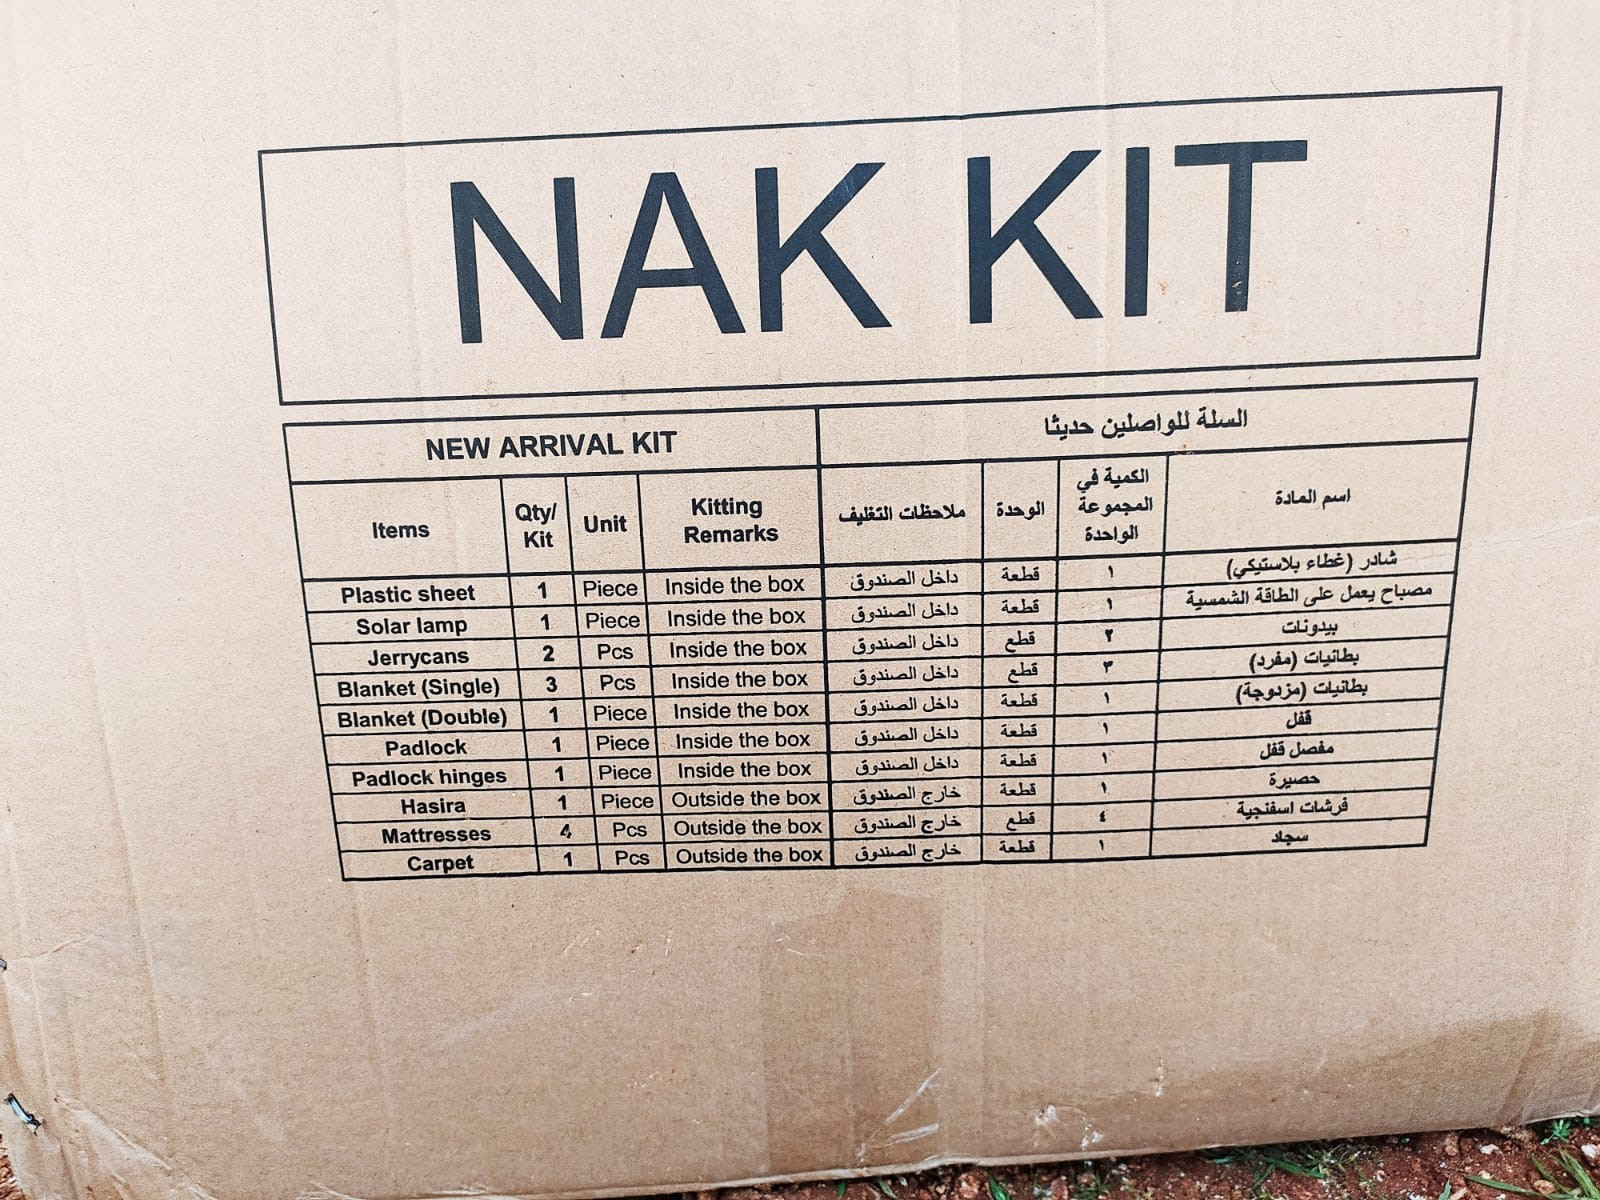 NAK KIT
NEW ARRIVAL KIT السلة للواصلين حديثا
Items Qty/ Kit Unit Kitting Remarks ملاحظات التغليف الوحدة الكمية في المجموعة الواحدة اسم المادة
Plastic sheet 1 Piece Inside the box داخل الصندوق قطعة ١ شادر (غطاء بلاستيكي)
Solar lamp 1 Piece Inside the box داخل الصندوق قطعة ١ مصباح يعمل على الطاقة الشمسية
Jerrycans 2 Pcs Inside the box داخل الصندوق قطع ٢ بيدونات
Blanket (Single) 3 Pcs Inside the box داخل الصندوق قطع ٣ بطانيات (مفرد)
Blanket (Double) 1 Piece Inside the box داخل الصندوق قطعة ١ بطانيات (مزدوجة)
Padlock 1 Piece Inside the box داخل الصندوق قطعة ١ قفل
Padlock hinges 1 Piece Inside the box داخل الصندوق قطعة ١ مفصل قفل
Hasira 1 Piece Outside the box خارج الصندوق قطعة ١ حصيرة
Mattresses 4 Pcs Outside the box خارج الصندوق قطع ٤ فرشات اسفنجية
Carpet 1 Pcs Outside the box خارج الصندوق قطعة ١ سجاد